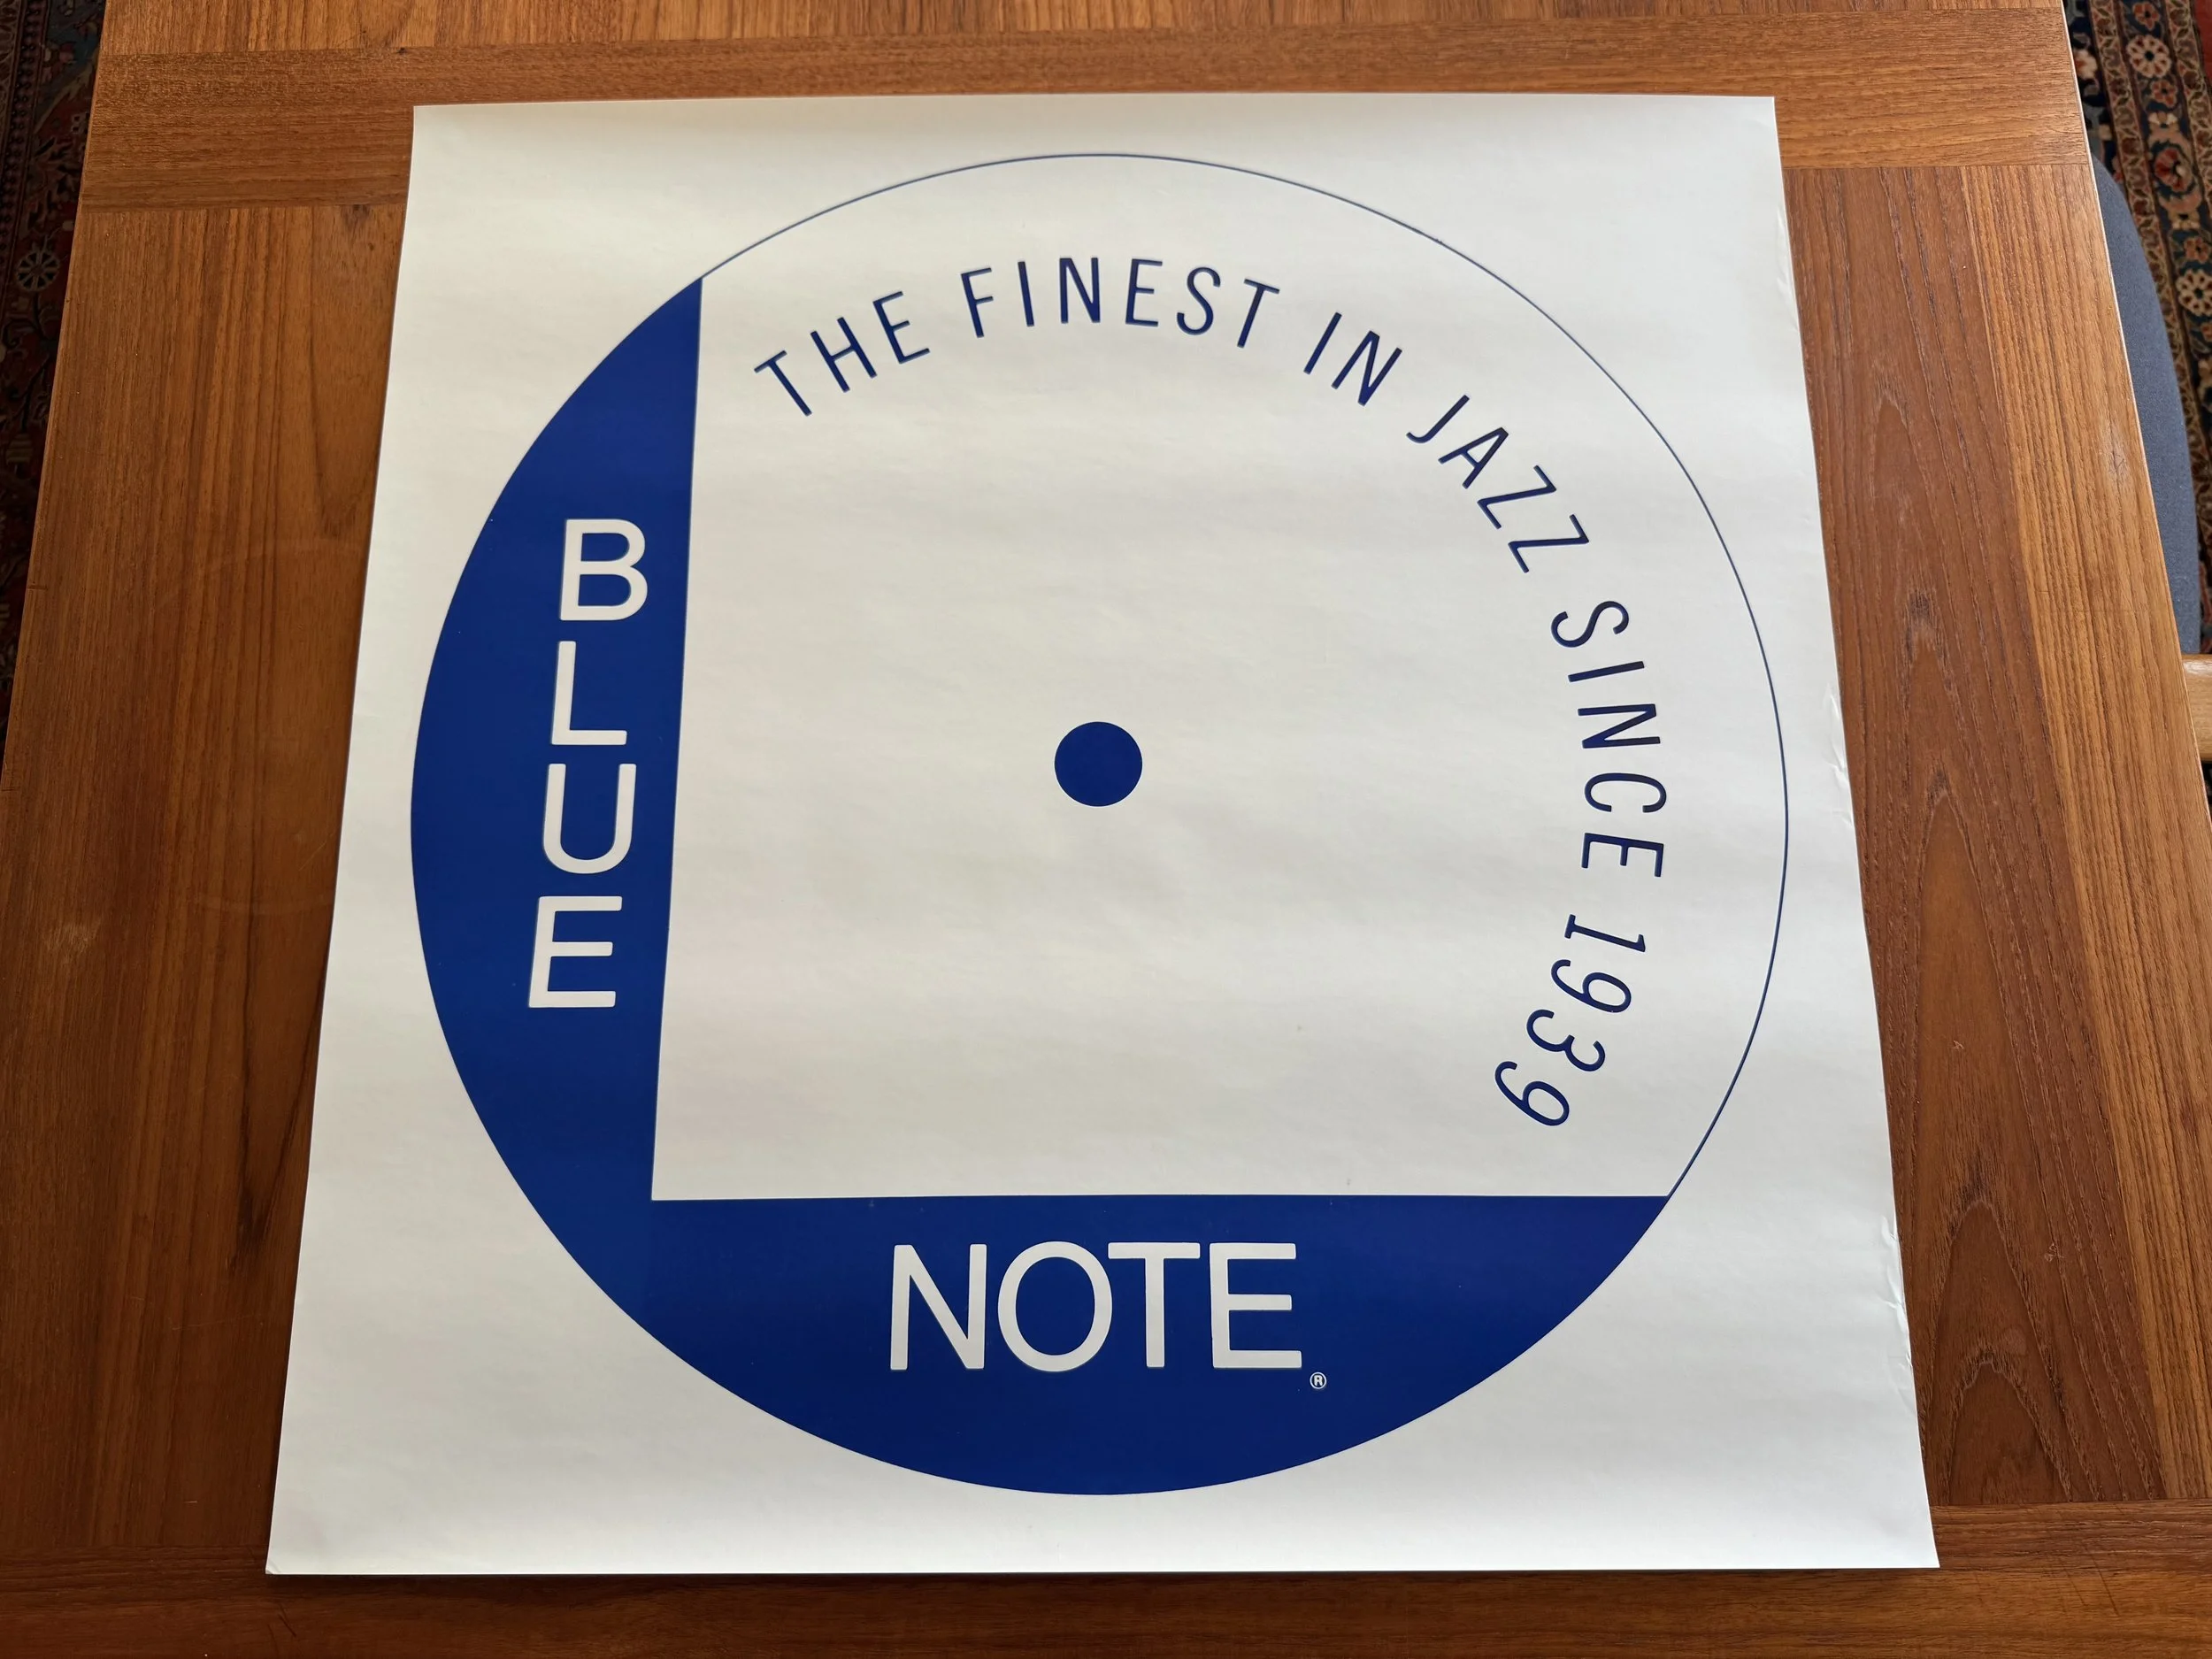 THE FINEST IN JAZZ SINCE 1939
BLUE
NOTE®